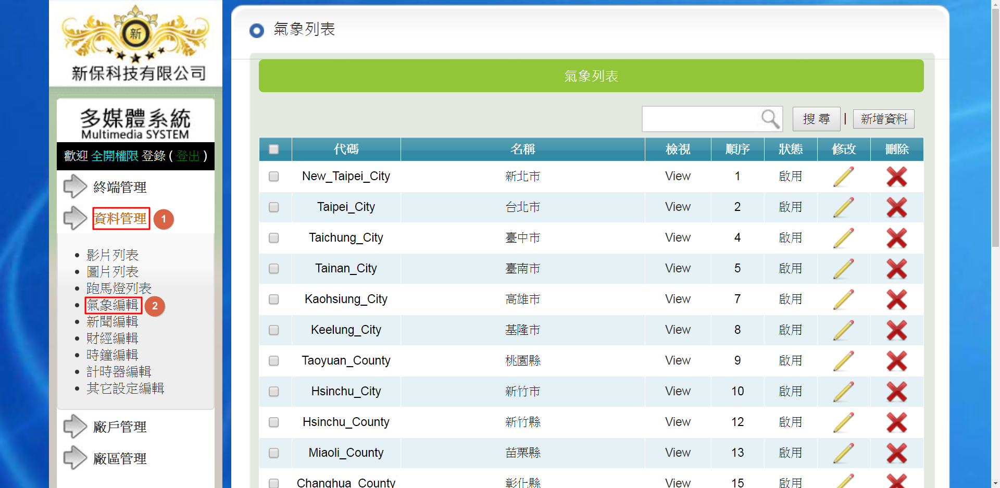 新
新保科技有限公司
多媒體系統
Multimedia SYSTEM
歡迎 全開權限 登錄 ( 登出 )
終端管理
資料管理 1
影片列表
圖片列表
跑馬燈列表
氣象編輯 2
新聞編輯
財經編輯
時鐘編輯
計時器編輯
其它設定編輯
廠戶管理
廠區管理
氣象列表
氣象列表
搜 尋 | 新增資料
代碼 名稱 檢視 順序 狀態 修改 刪除
New_Taipei_City 新北市 View 1 啟用
Taipei_City 台北市 View 2 啟用
Taichung_City 臺中市 View 4 啟用
Tainan_City 臺南市 View 5 啟用
Kaohsiung_City 高雄市 View 7 啟用
Keelung_City 基隆市 View 8 啟用
Taoyuan_County 桃園縣 View 9 啟用
Hsinchu_City 新竹市 View 10 啟用
Hsinchu_County 新竹縣 View 12 啟用
Miaoli_County 苗栗縣 View 13 啟用
Changhua_County 彰化縣 View 15 啟用